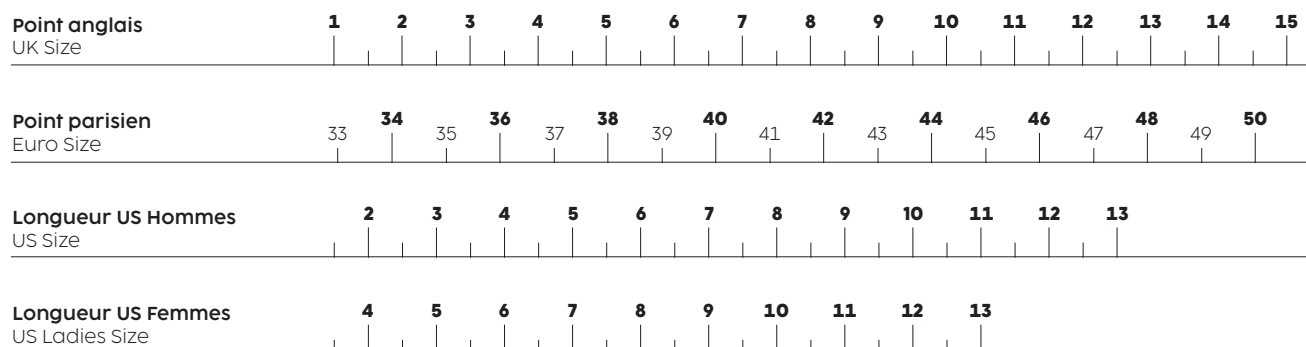 Point anglais 1 2 3 4 5 6 7 8 9 10 11 12 13 14 15
UK Size
Point parisien 33 34 35 36 37 38 39 40 41 42 43 44 45 46 47 48 49 50
Euro Size
Longueur US Hommes 2 3 4 5 6 7 8 9 10 11 12 13
US Size
Longueur US Femmes 4 5 6 7 8 9 10 11 12 13
US Ladies Size